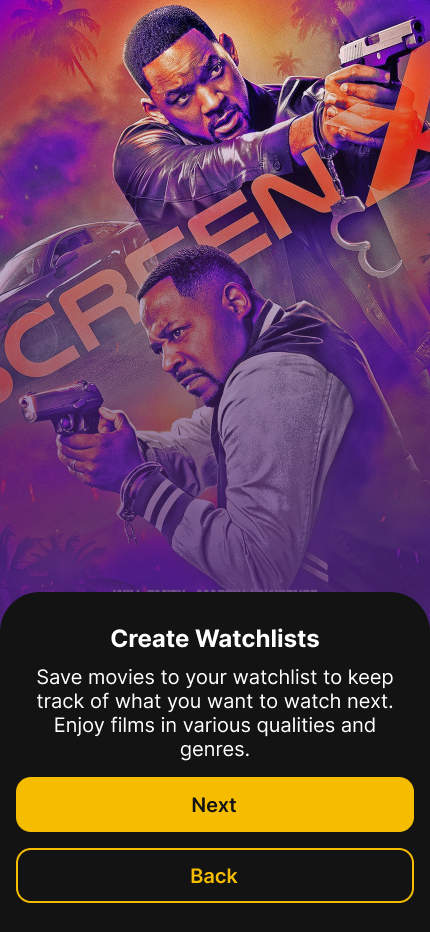 SCREENX
Create Watchlists
Save movies to your watchlist to keep
track of what you want to watch next.
Enjoy films in various qualities and
genres.
Next
Back